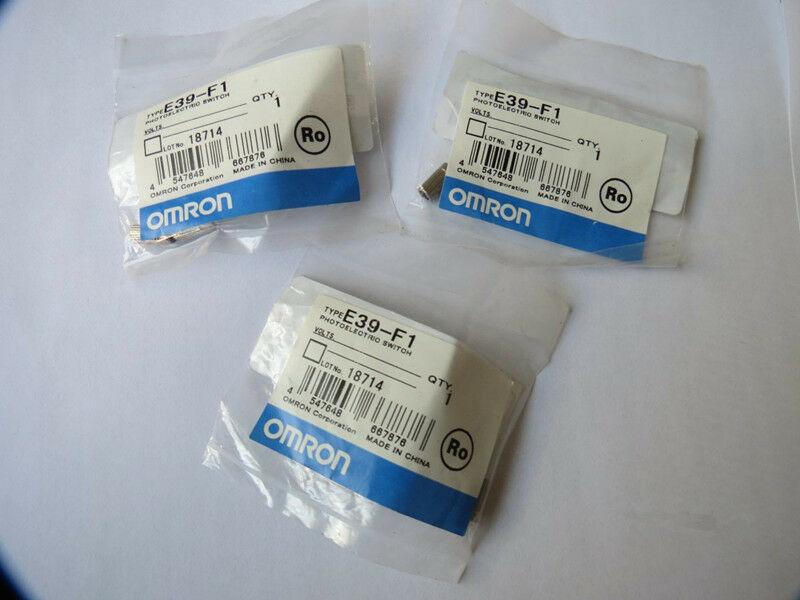 TYPE E39-F1
PHOTOELECTRIC SWITCH
VOLTS
QTY. 1
LOT No. 18714
Ro
4 547648 667876
OMRON Corporation MADE IN CHINA
OMRON
TYPE E39-F1
PHOTOELECTRIC SWITCH
VOLTS
QTY. 1
LOT No. 18714
4 547648 667876
OMRON Corporation MADE IN CHINA
Ro
OMRON
TYPE E39-F1
PHOTOELECTRIC SWITCH
VOLTS
QTY. 1
LOT No. 18714
4 547648 667876
OMRON Corporation MADE IN CHINA
Ro
OMRON